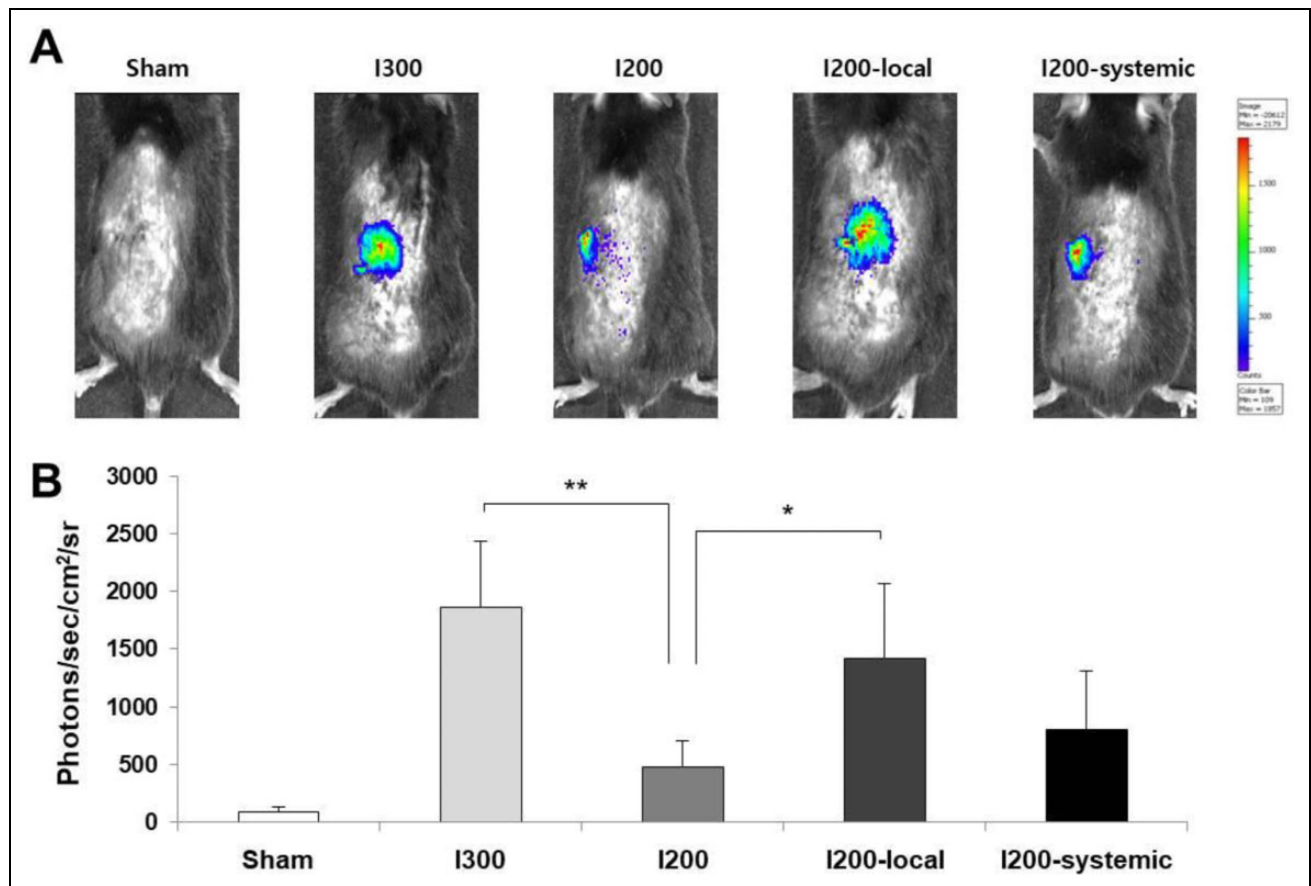 A
Sham I300 I200 I200-local I200-systemic
Image
Min = -20612
Max = 2179
1500
1000
500
Counts
Color Bar
Min = 109
Max = 1857
B
Photons/sec/cm²/sr
3000
2500
2000
1500
1000
500
0
**
*
Sham I300 I200 I200-local I200-systemic